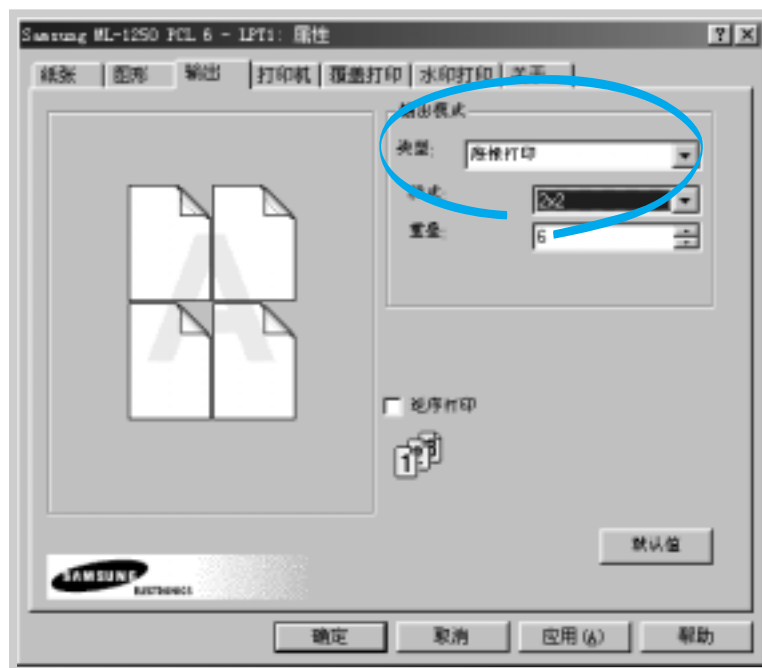 Samsung ML-1250 PCL 6 - LPT1: 属性
纸张 图形 输出 打印机 覆盖打印 水印打印 关于
输出模式
类型: 海报打印
2x2
重叠: 6
A
逆序打印
1 2 3
默认值
SAMSUNG
ELECTRONICS
确定 取消 应用(A) 帮助